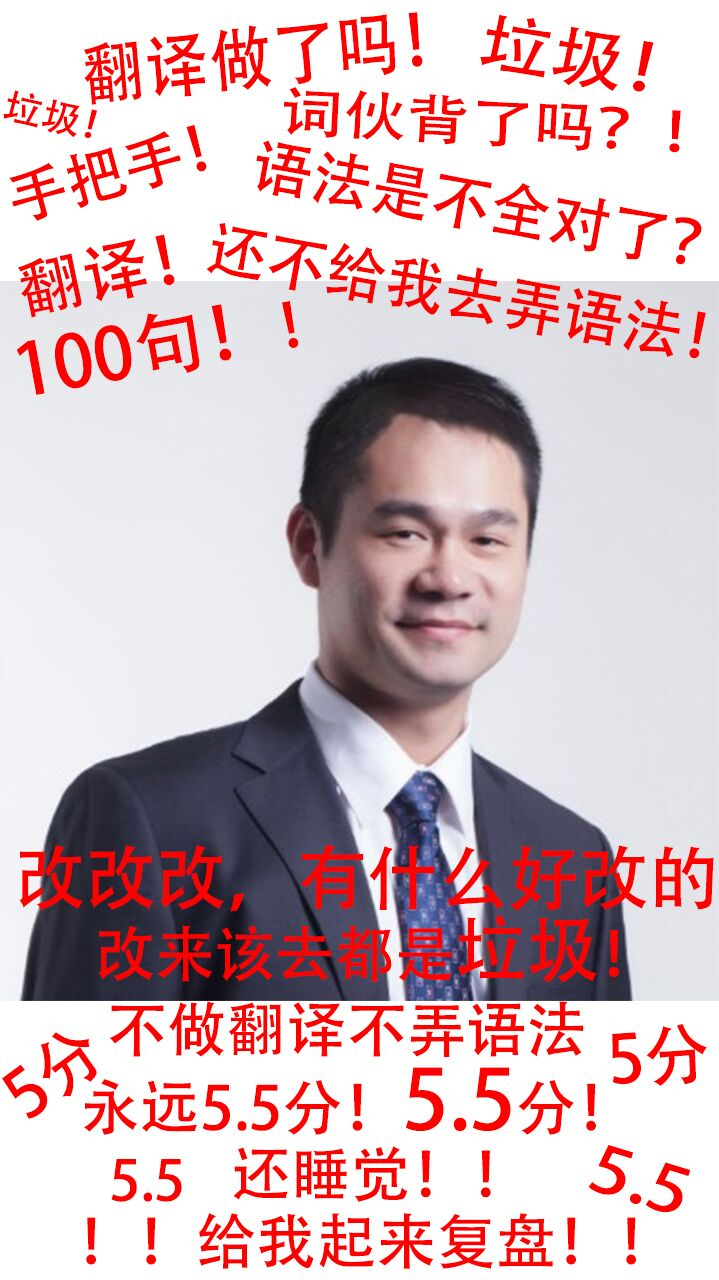 翻译做了吗！
垃圾！
垃圾！
词伙背了吗？！
手把手！
语法是不全对了？
翻译！
还不给我去弄语法！
100句！！
改改改，有什么好改的
改来该去都是垃圾！
不做翻译不弄语法
5分
5分
永远5.5分！5.5分！
5.5
还睡觉！！
5.5
！！给我起来复盘！！